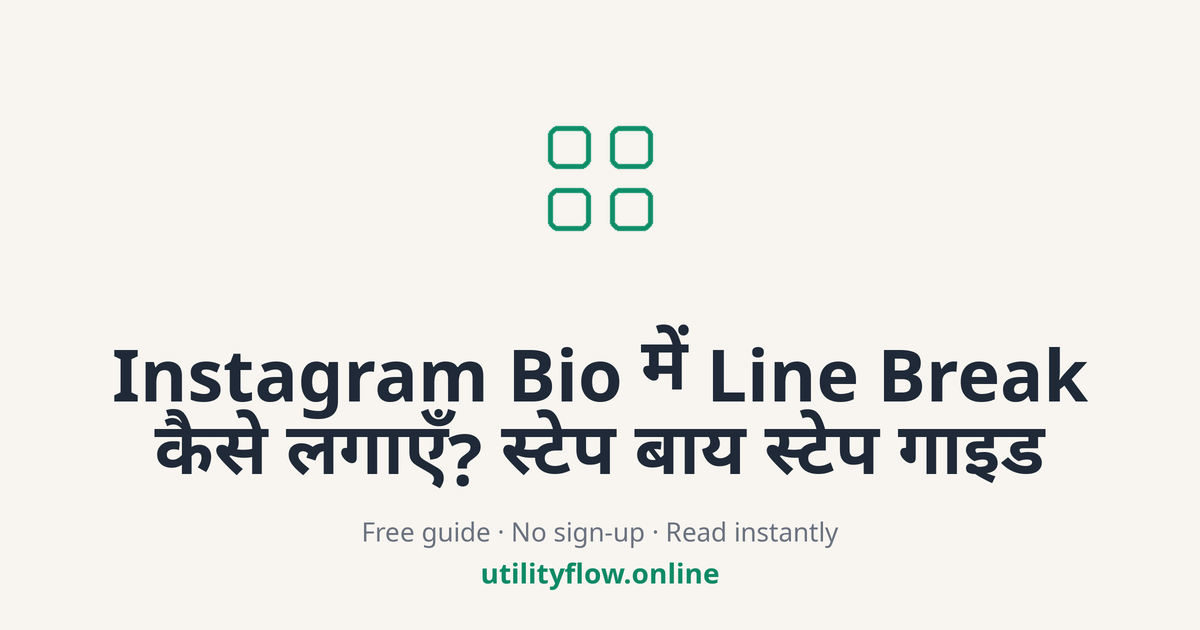 Instagram Bio में Line Break
कैसे लगाएँ? स्टेप बाय स्टेप गाइड
Free guide · No sign-up · Read instantly
utilityflow.online